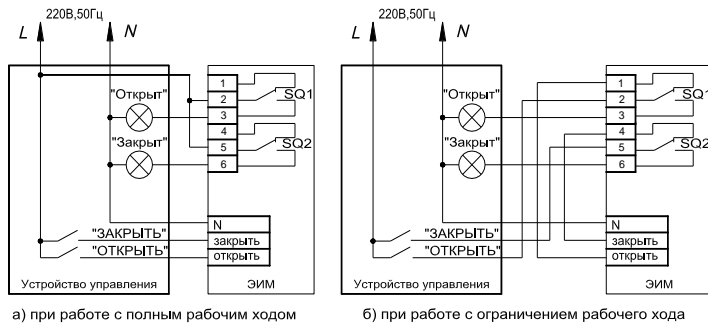 220В,50Гц
L N
"Открыт"
"Закрыт"
1
2
3
4
5
6
SQ1
SQ2
N
"ЗАКРЫТЬ" закрыть
"ОТКРЫТЬ" открыть
Устройство управления ЭИМ
а) при работе с полным рабочим ходом
220В,50Гц
L N
"Открыт"
"Закрыт"
1
2
3
4
5
6
SQ1
SQ2
N
"ЗАКРЫТЬ" закрыть
"ОТКРЫТЬ" открыть
Устройство управления ЭИМ
б) при работе с ограничением рабочего хода